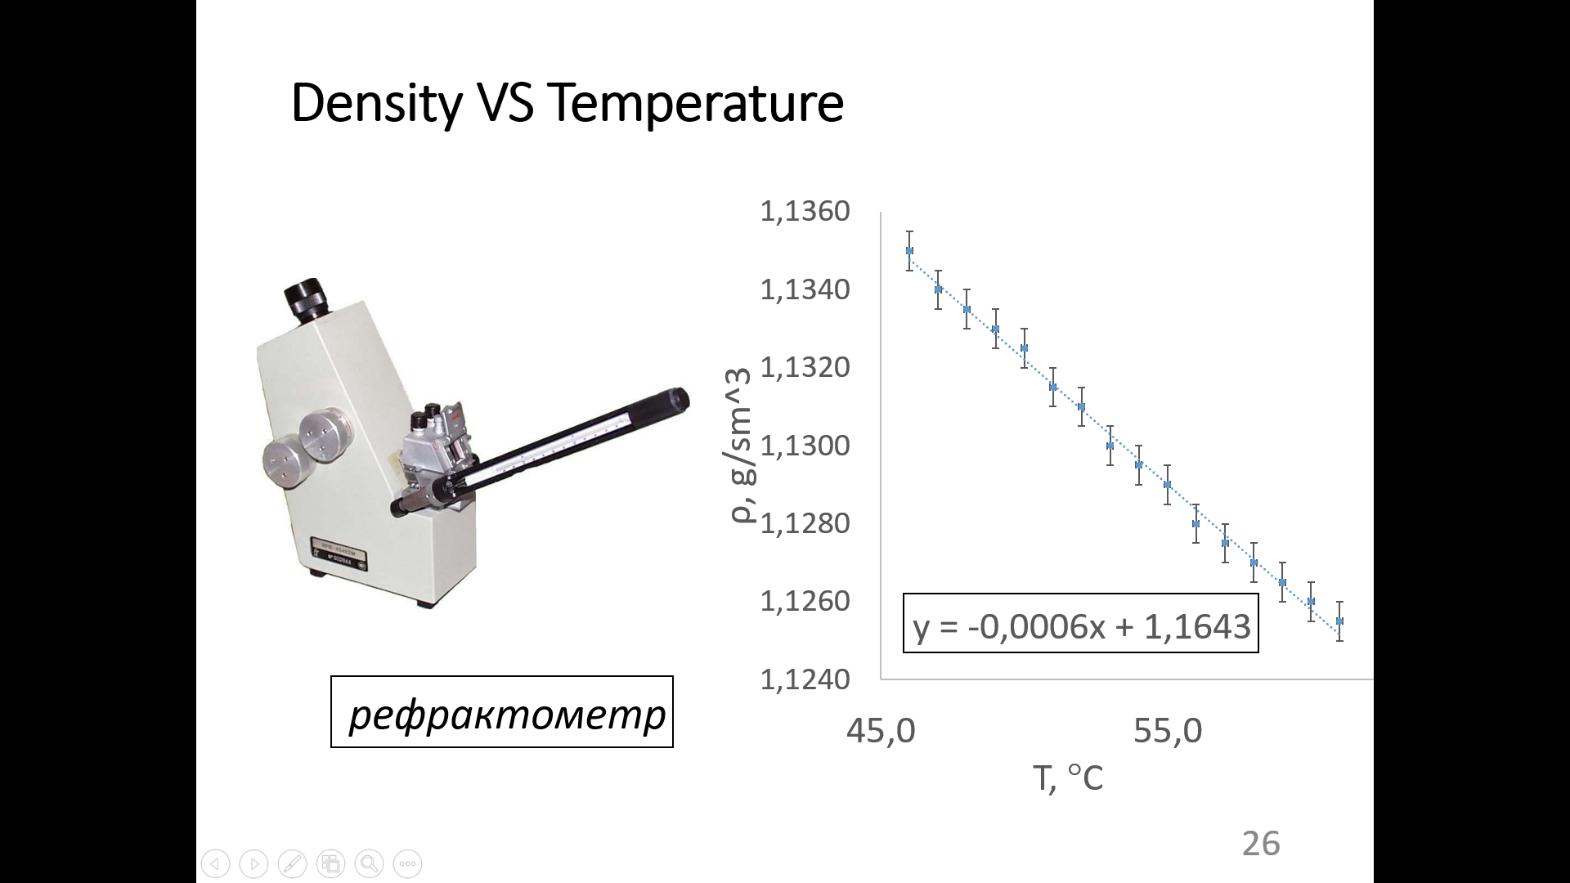 Density VS Temperature
1,1360
1,1340
1,1320
1,1300
1,1280
1,1260
1,1240
ρ, g/sm^3
y = -0,0006x + 1,1643
45,0
55,0
T, °C
рефрактометр
26